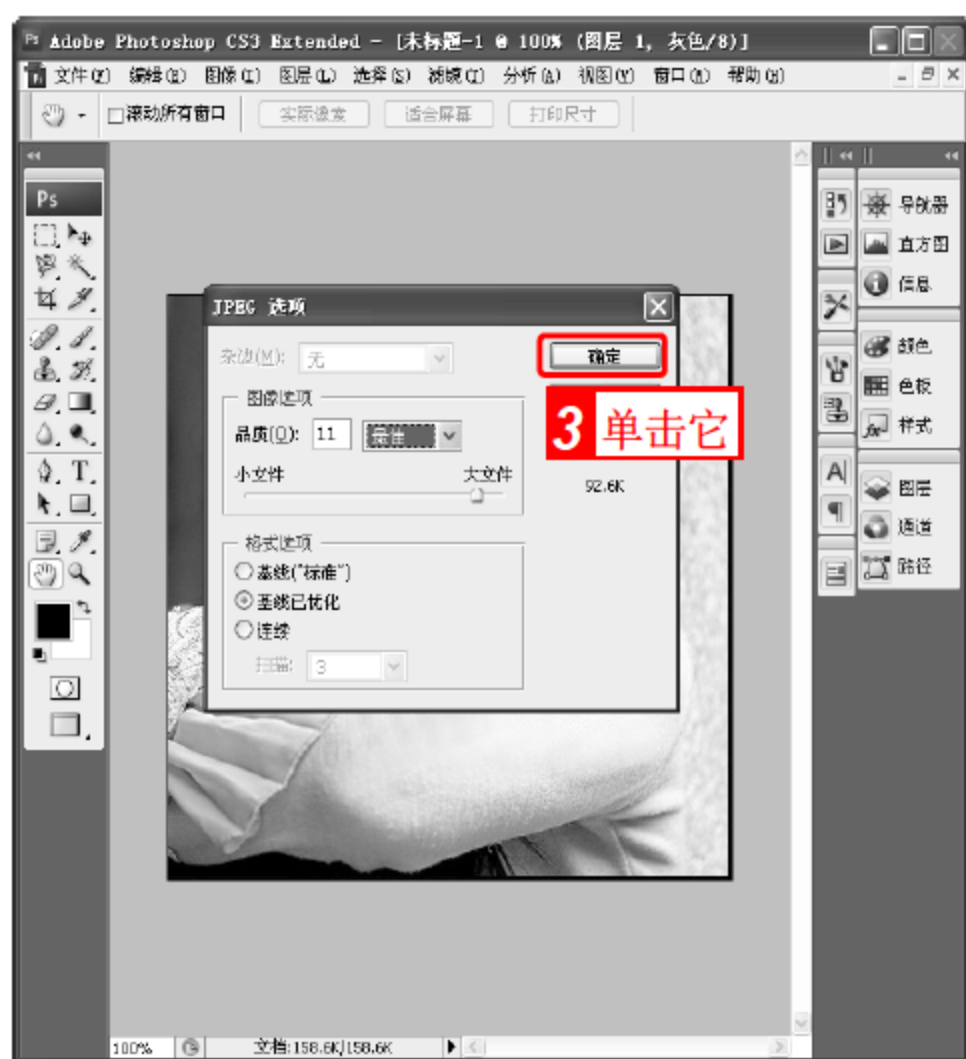 Ps Adobe Photoshop CS3 Extended - [未标题-1 @ 100% (图层 1, 灰色/8)]
文件(F) 编辑(E) 图像(I) 图层(L) 选择(S) 滤镜(T) 分析(A) 视图(V) 窗口(W) 帮助(H)
滚动所有窗口 实际像素 适合屏幕 打印尺寸
Ps
导航器
直方图
信息
颜色
色板
样式
图层
通道
路径
JPEG 选项
杂边(M): 无
确定
图像选项
品质(Q): 11 最佳
小文件 大文件
3 单击它
92.6K
格式选项
基线("标准")
基线已优化
连续
扫描: 3
100% 文档:158.6K/158.6K